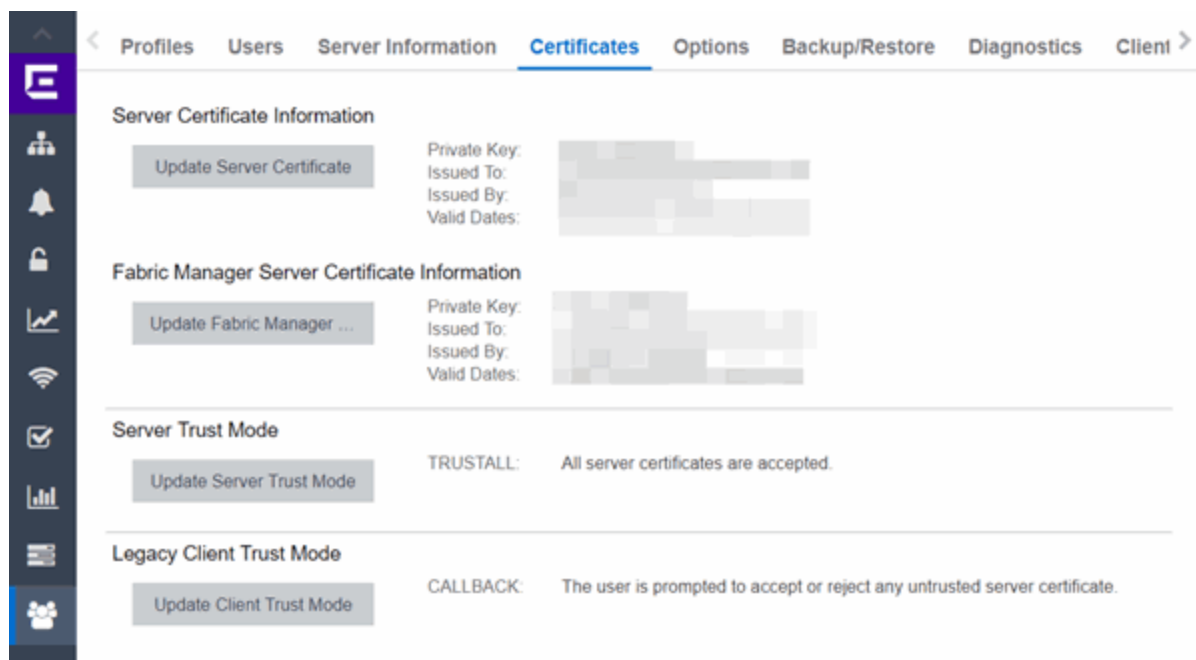 Profiles Users Server Information Certificates Options Backup/Restore Diagnostics Client
Server Certificate Information
Update Server Certificate
Private Key:
Issued To:
Issued By:
Valid Dates:
Fabric Manager Server Certificate Information
Update Fabric Manager ...
Private Key:
Issued To:
Issued By:
Valid Dates:
Server Trust Mode
Update Server Trust Mode
TRUSTALL: All server certificates are accepted.
Legacy Client Trust Mode
Update Client Trust Mode
CALLBACK: The user is prompted to accept or reject any untrusted server certificate.